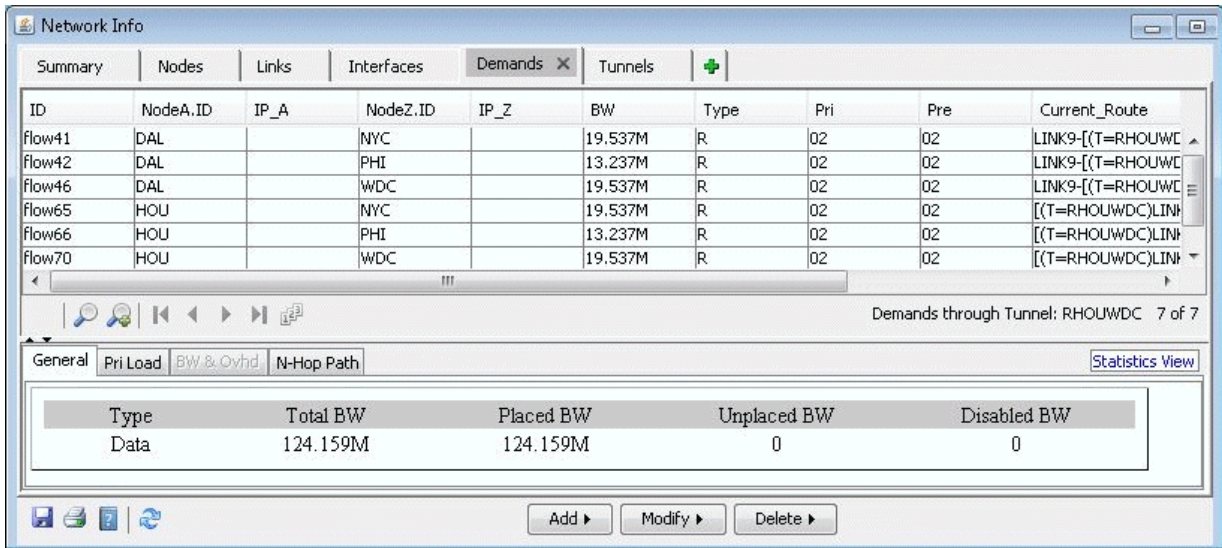 Network Info
Summary Nodes Links Interfaces Demands Tunnels
ID NodeA.ID IP_A NodeZ.ID IP_Z BW Type Pri Pre Current_Route
flow41 DAL NYC 19.537M R 02 02 LINK9-[(T=RHOUWD
flow42 DAL PHI 13.237M R 02 02 LINK9-[(T=RHOUWD
flow46 DAL WDC 19.537M R 02 02 LINK9-[(T=RHOUWD
flow65 HOU NYC 19.537M R 02 02 [(T=RHOUWDC)LINK
flow66 HOU PHI 13.237M R 02 02 [(T=RHOUWDC)LINK
flow70 HOU WDC 19.537M R 02 02 [(T=RHOUWDC)LINK
Demands through Tunnel: RHOUWDC 7 of 7
General Pri Load BW & Ovhd N-Hop Path Statistics View
Type Total BW Placed BW Unplaced BW Disabled BW
Data 124.159M 124.159M 0 0
Add Modify Delete